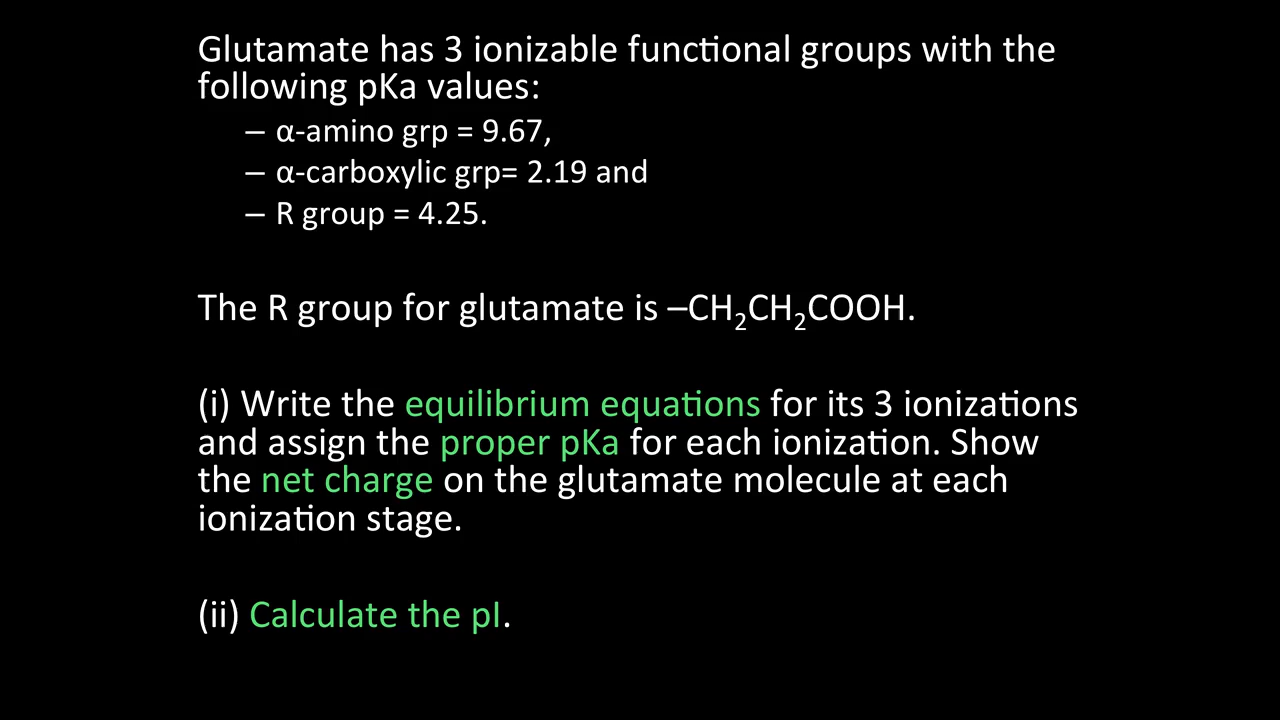 Glutamate has 3 ionizable functional groups with the
following pKa values:
– α-amino grp = 9.67,
– α-carboxylic grp= 2.19 and
– R group = 4.25.
The R group for glutamate is –CH₂CH₂COOH.
(i) Write the equilibrium equations for its 3 ionizations
and assign the proper pKa for each ionization. Show
the net charge on the glutamate molecule at each
ionization stage.
(ii) Calculate the pI.